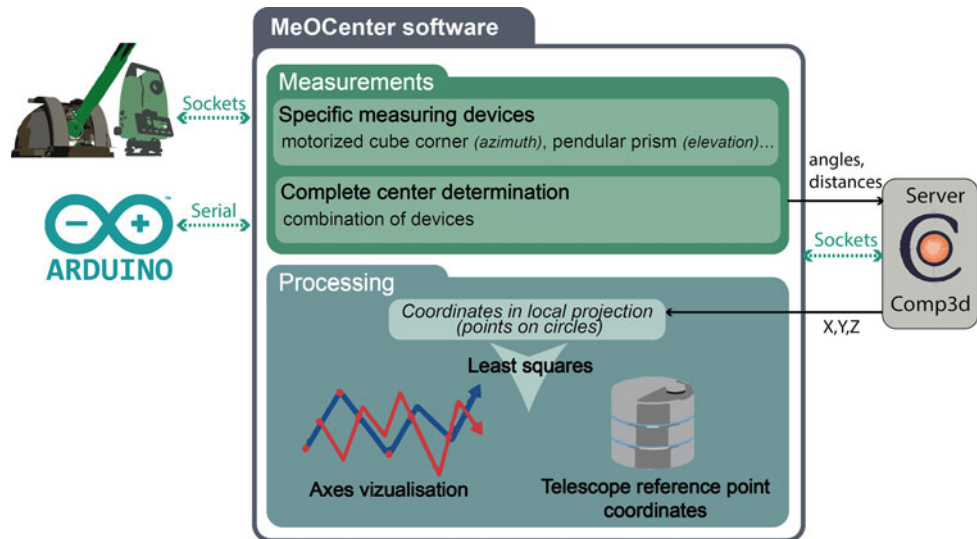 MeOCenter software
Measurements
Specific measuring devices
motorized cube corner (azimuth), pendular prism (elevation)...
Complete center determination
combination of devices
Sockets
Serial
ARDUINO
™
angles,
distances
Server
Sockets
Comp3d
X,Y,Z
Processing
Coordinates in local projection
(points on circles)
Least squares
Axes vizualisation
Telescope reference point
coordinates